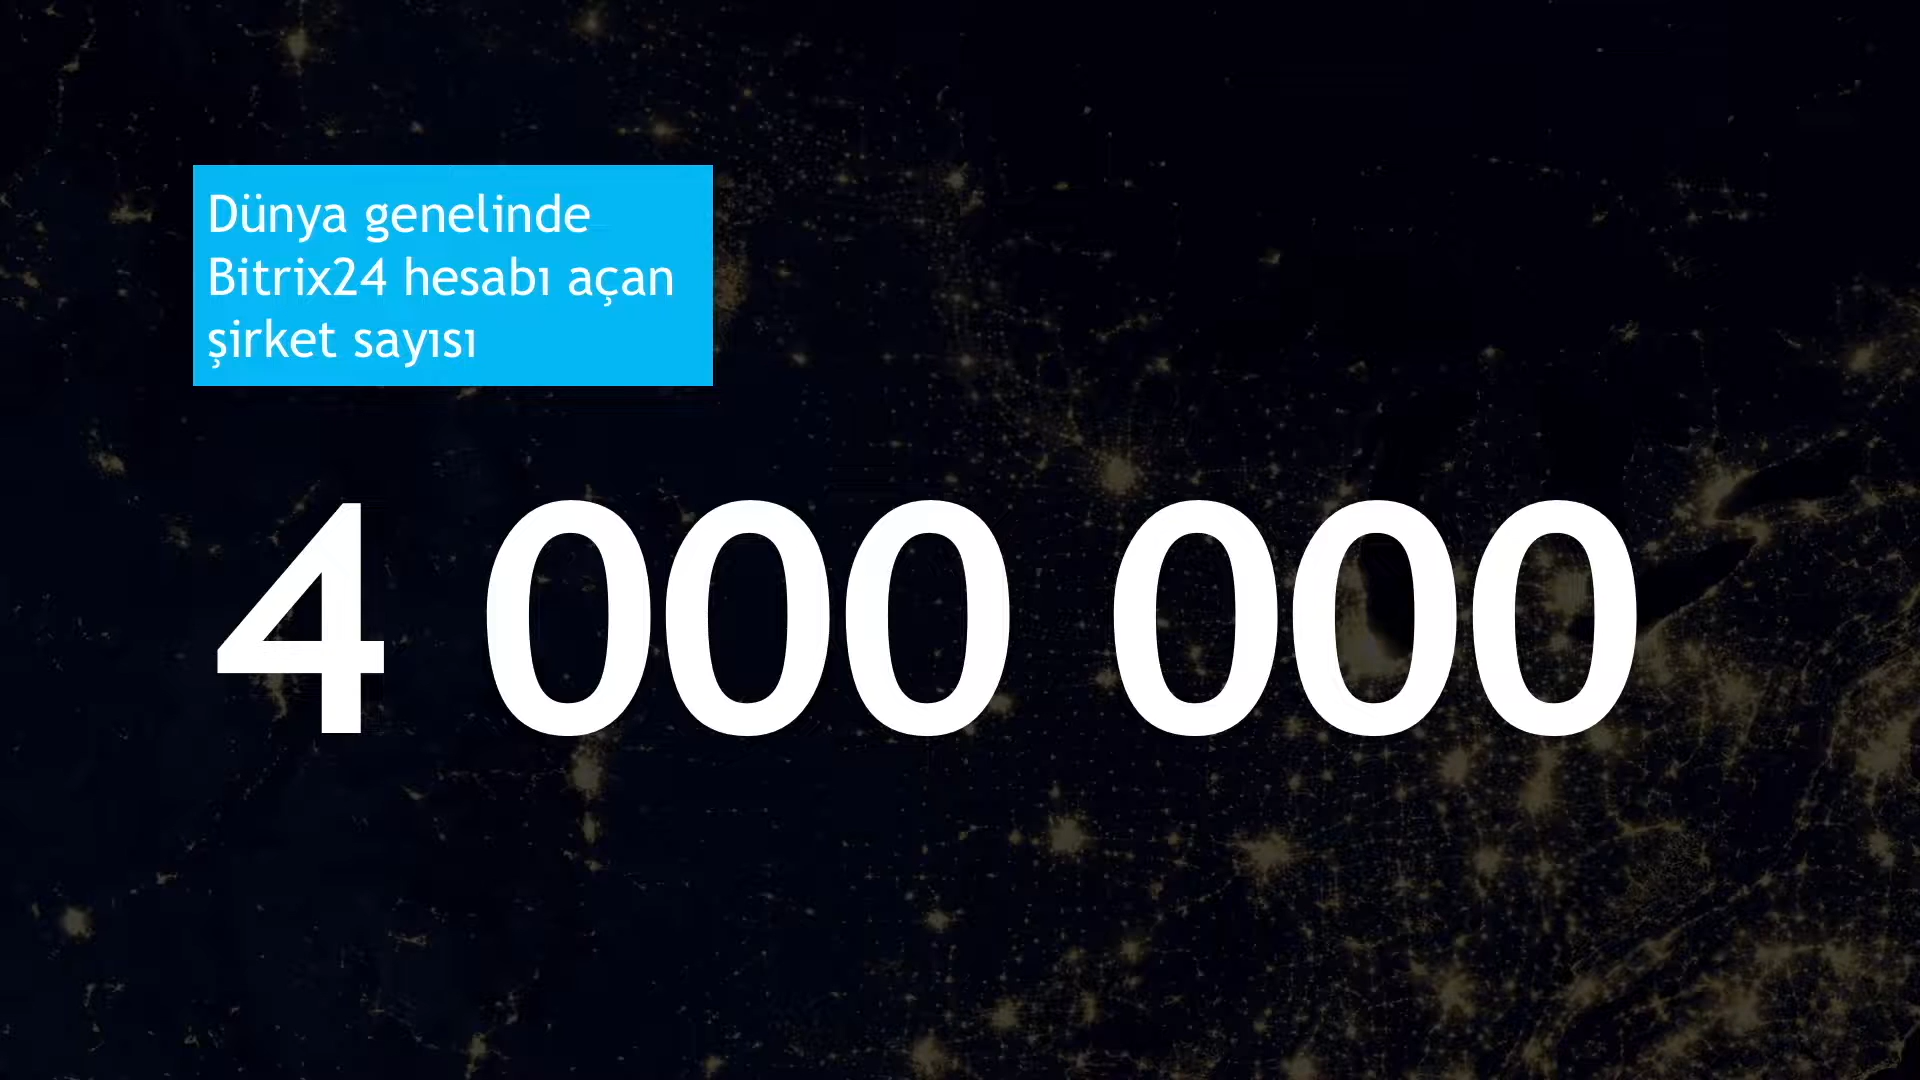 Dünya genelinde
Bitrix24 hesabı açan
şirket sayısı
4 000 000